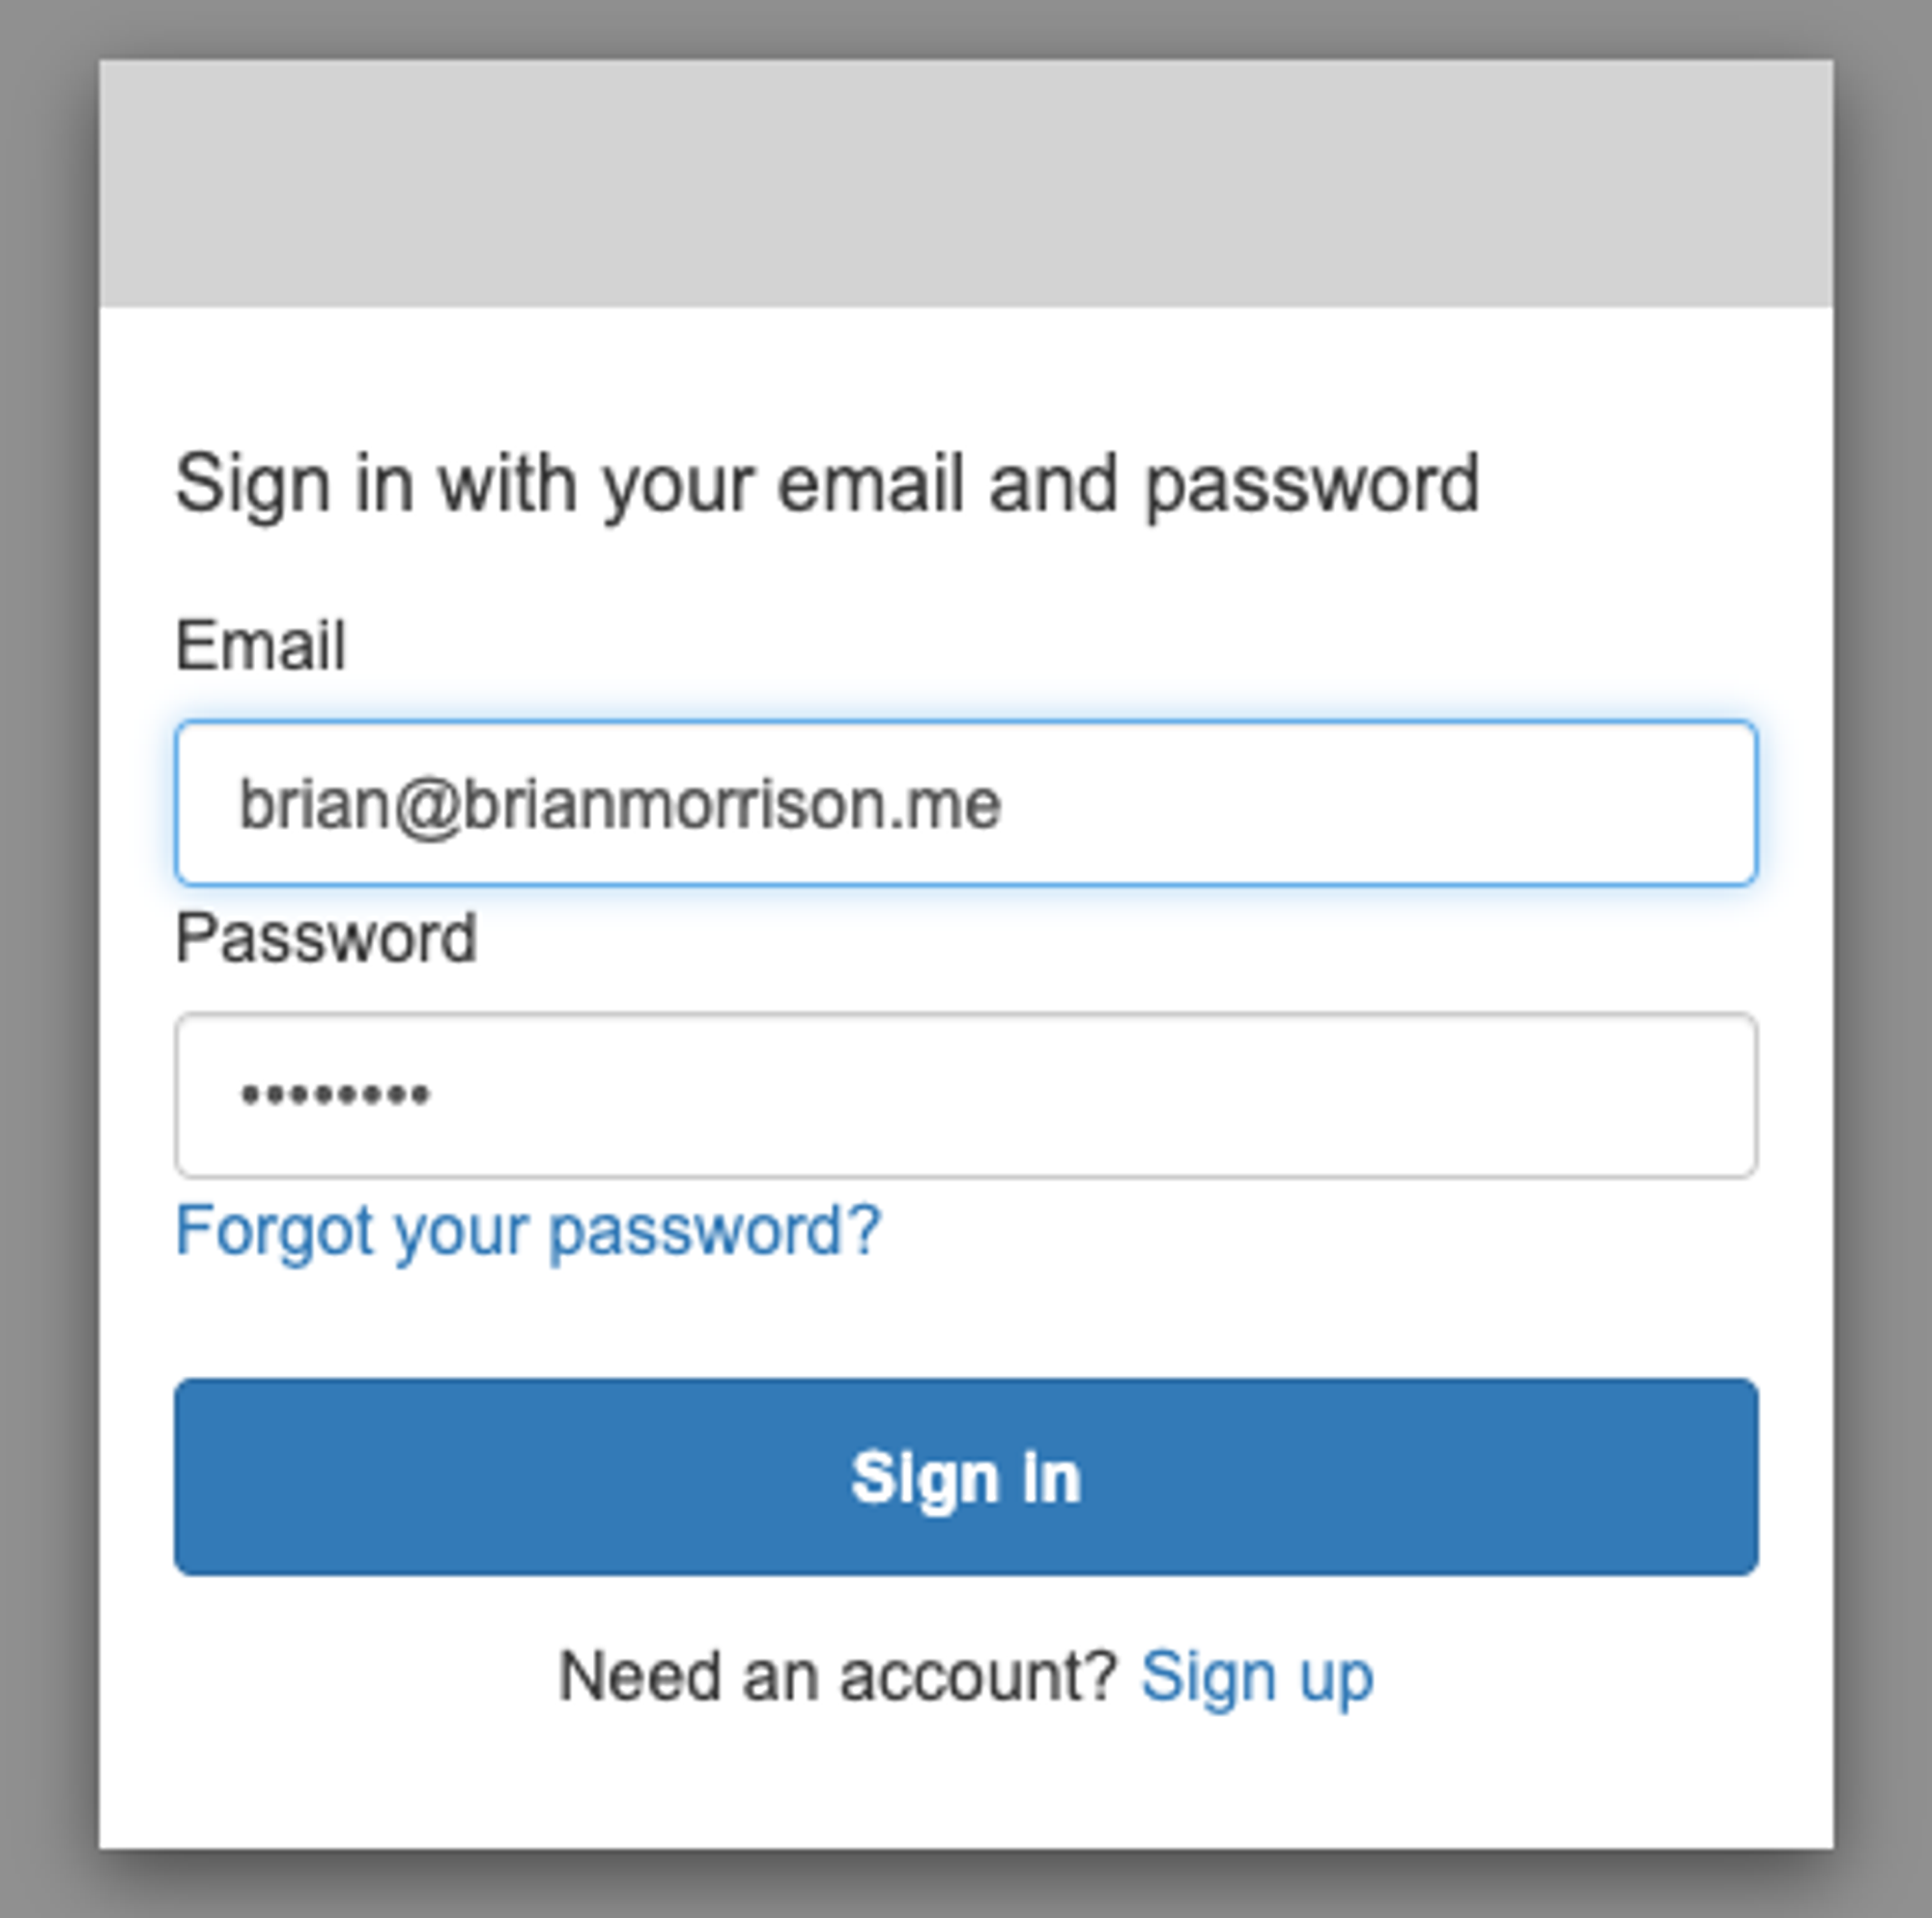 Sign in with your email and password
Email
brian@brianmorrison.me
Password
••••••••
Forgot your password?
Sign in
Need an account? Sign up